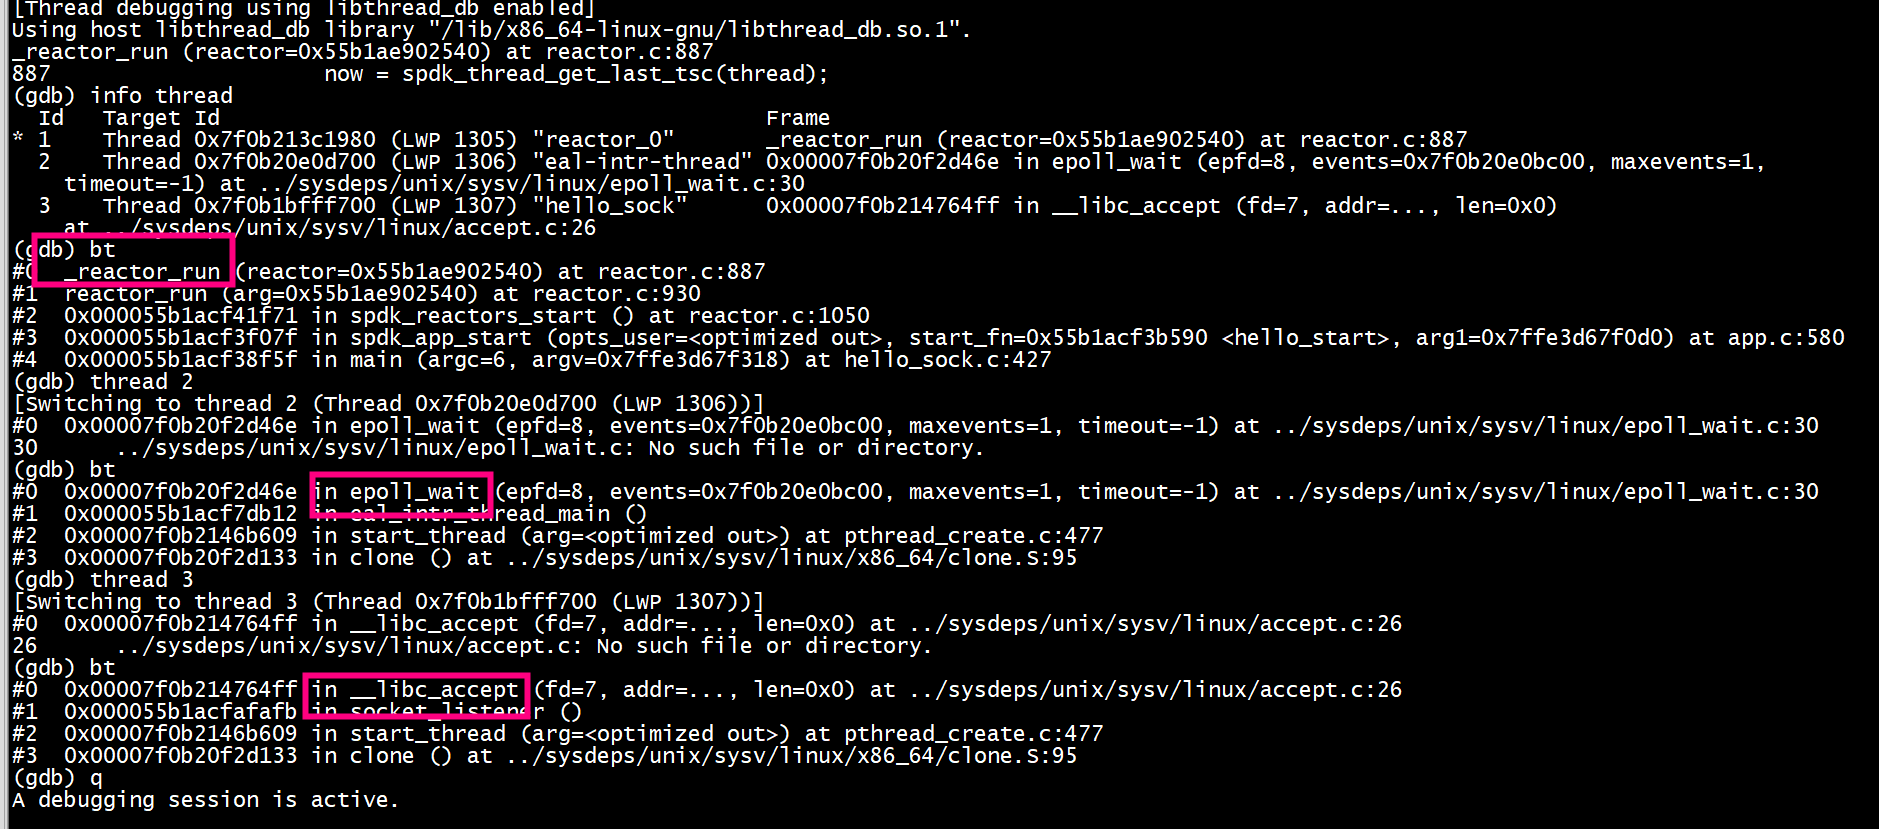 [Thread debugging using libthread_db enabled]
Using host libthread_db library "/lib/x86_64-linux-gnu/libthread_db.so.1".
_reactor_run (reactor=0x55b1ae902540) at reactor.c:887
887                     now = spdk_thread_get_last_tsc(thread);
(gdb) info thread
  Id   Target Id                                          Frame
* 1    Thread 0x7f0b213c1980 (LWP 1305) "reactor_0"       _reactor_run (reactor=0x55b1ae902540) at reactor.c:887
  2    Thread 0x7f0b20e0d700 (LWP 1306) "eal-intr-thread" 0x00007f0b20f2d46e in epoll_wait (epfd=8, events=0x7f0b20e0bc00, maxevents=1,
    timeout=-1) at ../sysdeps/unix/sysv/linux/epoll_wait.c:30
  3    Thread 0x7f0b1bfff700 (LWP 1307) "hello_sock"      0x00007f0b214764ff in __libc_accept (fd=7, addr=..., len=0x0)
    at ../sysdeps/unix/sysv/linux/accept.c:26
(gdb) bt
#0  _reactor_run (reactor=0x55b1ae902540) at reactor.c:887
#1  reactor_run (arg=0x55b1ae902540) at reactor.c:930
#2  0x000055b1acf41f71 in spdk_reactors_start () at reactor.c:1050
#3  0x000055b1acf3f07f in spdk_app_start (opts_user=<optimized out>, start_fn=0x55b1acf3b590 <hello_start>, arg1=0x7ffe3d67f0d0) at app.c:580
#4  0x000055b1acf38f5f in main (argc=6, argv=0x7ffe3d67f318) at hello_sock.c:427
(gdb) thread 2
[Switching to thread 2 (Thread 0x7f0b20e0d700 (LWP 1306))]
#0  0x00007f0b20f2d46e in epoll_wait (epfd=8, events=0x7f0b20e0bc00, maxevents=1, timeout=-1) at ../sysdeps/unix/sysv/linux/epoll_wait.c:30
30      ../sysdeps/unix/sysv/linux/epoll_wait.c: No such file or directory.
(gdb) bt
#0  0x00007f0b20f2d46e in epoll_wait (epfd=8, events=0x7f0b20e0bc00, maxevents=1, timeout=-1) at ../sysdeps/unix/sysv/linux/epoll_wait.c:30
#1  0x000055b1acf7db12 in eal_intr_thread_main ()
#2  0x00007f0b2146b609 in start_thread (arg=<optimized out>) at pthread_create.c:477
#3  0x00007f0b20f2d133 in clone () at ../sysdeps/unix/sysv/linux/x86_64/clone.S:95
(gdb) thread 3
[Switching to thread 3 (Thread 0x7f0b1bfff700 (LWP 1307))]
#0  0x00007f0b214764ff in __libc_accept (fd=7, addr=..., len=0x0) at ../sysdeps/unix/sysv/linux/accept.c:26
26      ../sysdeps/unix/sysv/linux/accept.c: No such file or directory.
(gdb) bt
#0  0x00007f0b214764ff in __libc_accept (fd=7, addr=..., len=0x0) at ../sysdeps/unix/sysv/linux/accept.c:26
#1  0x000055b1acfafafb in socket_listener ()
#2  0x00007f0b2146b609 in start_thread (arg=<optimized out>) at pthread_create.c:477
#3  0x00007f0b20f2d133 in clone () at ../sysdeps/unix/sysv/linux/x86_64/clone.S:95
(gdb) q
A debugging session is active.